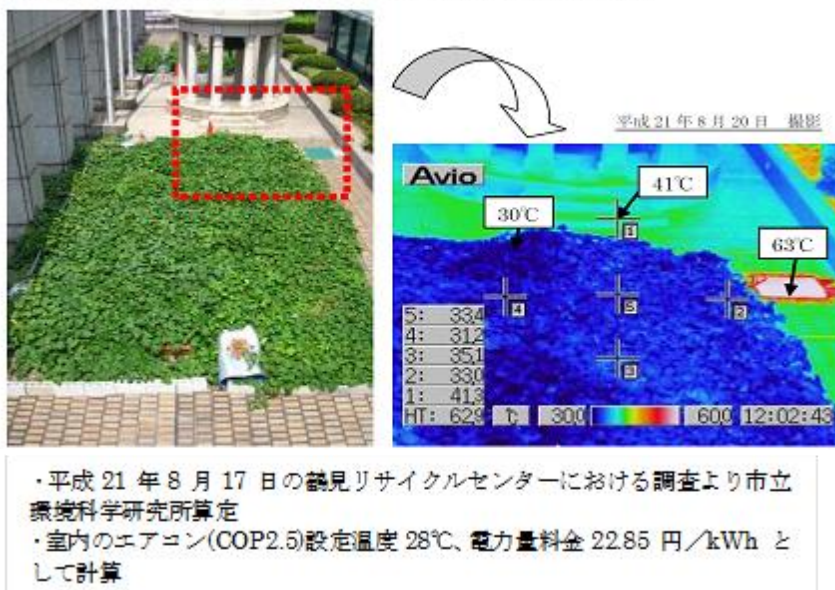 平成 21 年 8 月 20 日　撮影
Avio
41℃
30℃
63℃
1
4
5
2
3
5: 33.4
4: 31.2
3: 35.1
2: 33.0
1: 41.3
HT: 62.9 ℃ 30.0 60.0 12:02:43
・平成 21 年 8 月 17 日の鶴見リサイクルセンターにおける調査より市立
環境科学研究所算定
・室内のエアコン(COP2.5)設定温度 28℃、電力量料金 22.85 円／kWh と
して計算